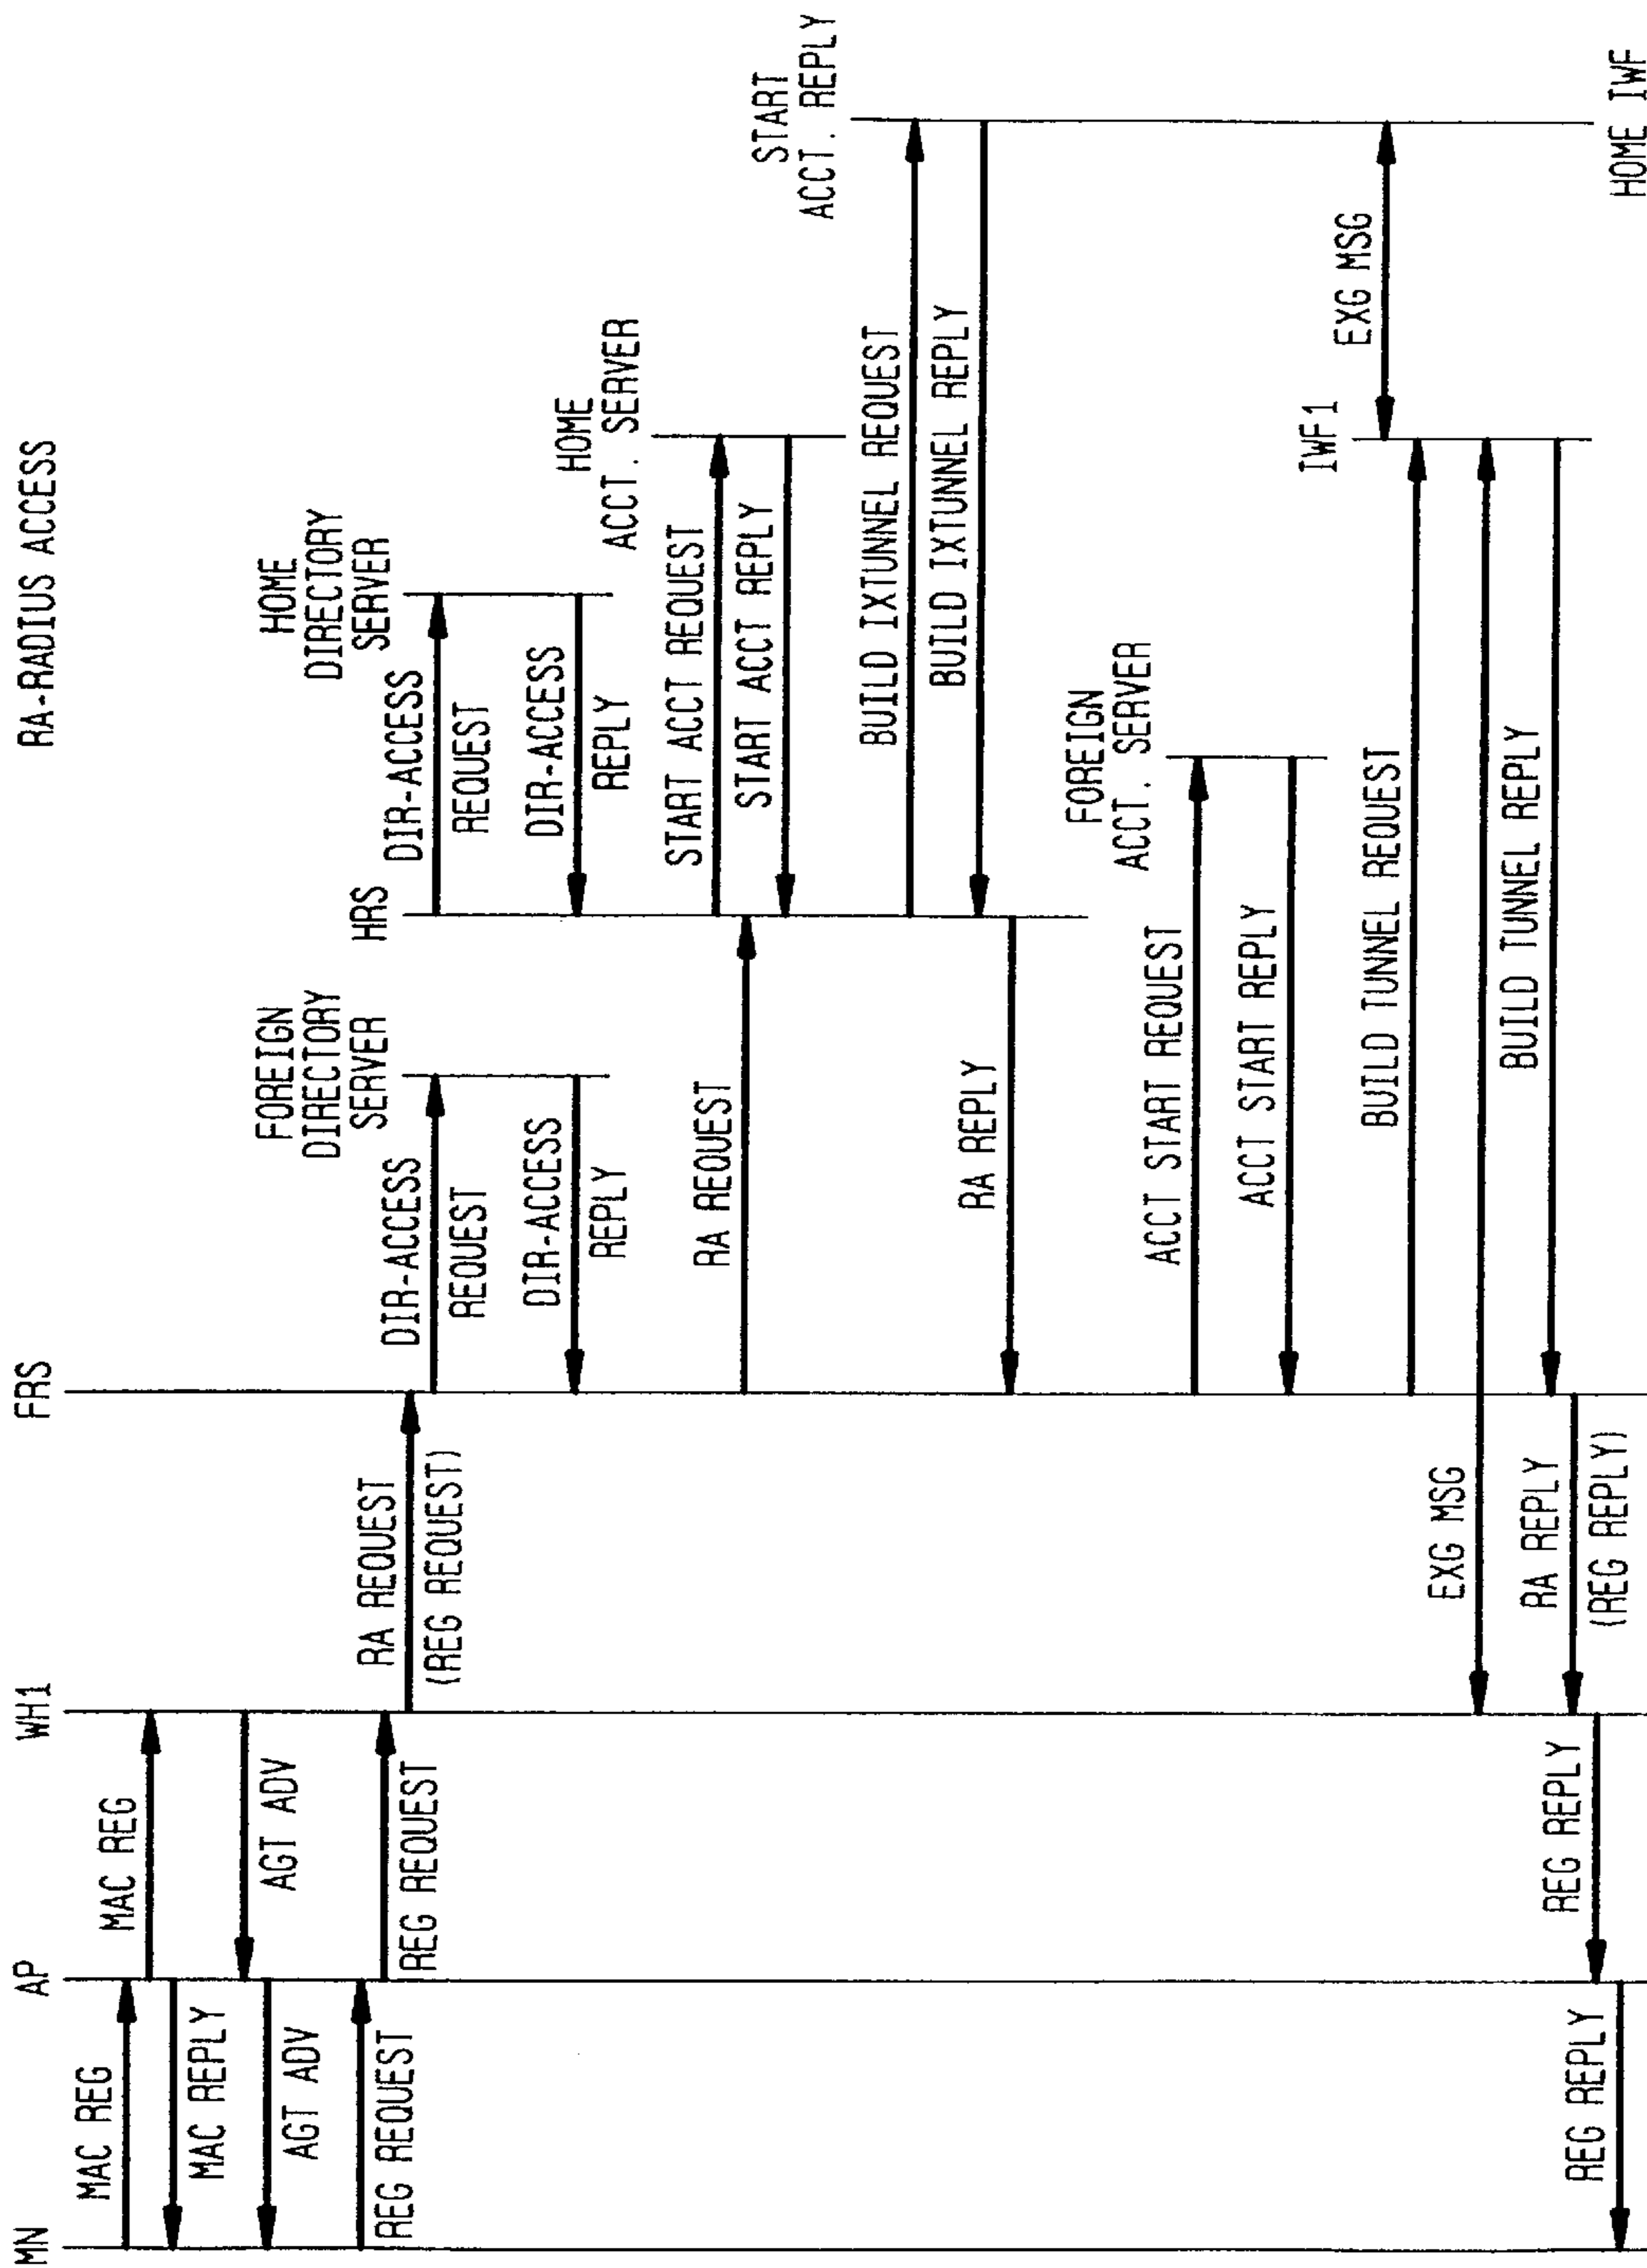 RA-RADIUS ACCESS
MN
AP
WH1
FRS
MAC REG
MAC REG
MAC REPLY
AGT ADV
AGT ADV
REG REQUEST
REG REQUEST
RA REQUEST
(REG REQUEST)
FOREIGN
DIRECTORY
SERVER
DIR-ACCESS
REQUEST
DIR-ACCESS
REPLY
HRS
HOME
DIRECTORY
SERVER
DIR-ACCESS
REQUEST
DIR-ACCESS
REPLY
RA REQUEST
HOME
ACCT. SERVER
START ACCT REQUEST
START ACCT REPLY
START
ACCT. REPLY
BUILD IXTUNNEL REQUEST
BUILD IXTUNNEL REPLY
RA REPLY
FOREIGN
ACCT. SERVER
ACCT START REQUEST
ACCT START REPLY
IWF1
EXG MSG
BUILD TUNNEL REQUEST
EXG MSG
BUILD TUNNEL REPLY
RA REPLY
(REG REPLY)
REG REPLY
REG REPLY
HOME IWF